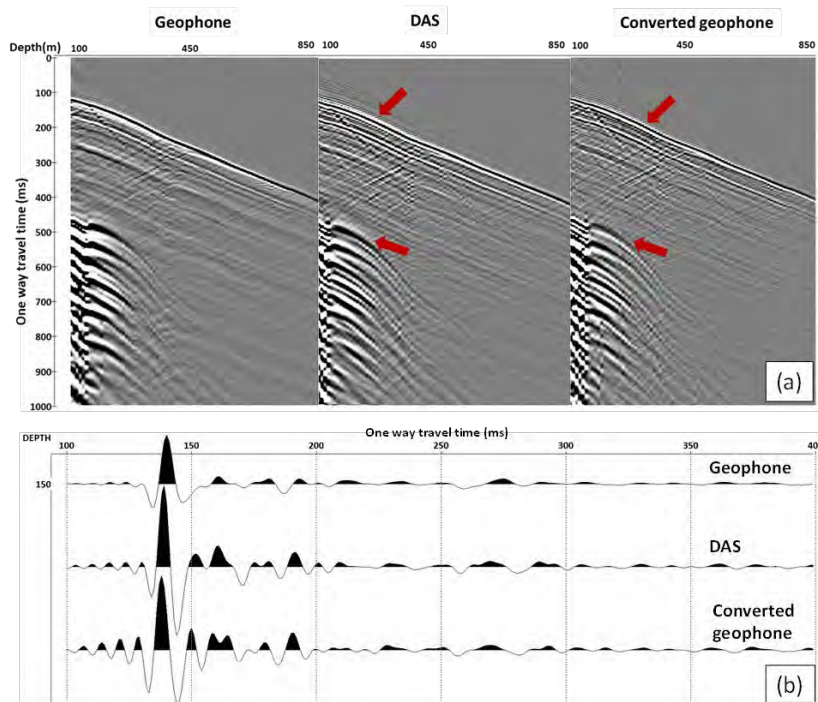 Geophone DAS Converted geophone
Depth(m) 100 450 850 100 450 850 100 450 850
0
100
200
300
400
500
600
700
800
900
1000
One way travel time (ms)
(a)
One way travel time (ms)
DEPTH 100 150 200 250 300 350 40
150
Geophone
DAS
Converted
geophone
(b)